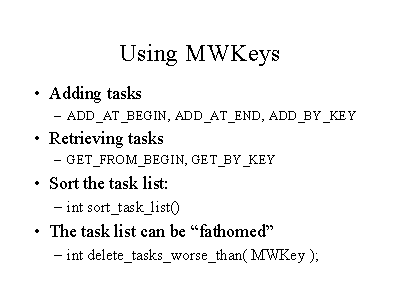 Using MWKeys
• Adding tasks
– ADD_AT_BEGIN, ADD_AT_END, ADD_BY_KEY
• Retrieving tasks
– GET_FROM_BEGIN, GET_BY_KEY
• Sort the task list:
– int sort_task_list()
• The task list can be “fathomed”
– int delete_tasks_worse_than( MWKey );